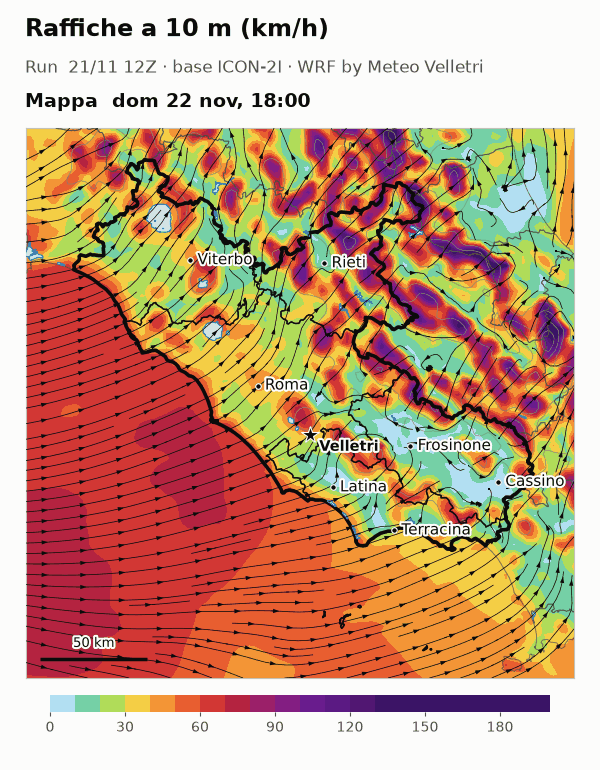 Raffiche a 10 m (km/h)
Run  21/11 12Z · base ICON-2I · WRF by Meteo Velletri
Mappa  dom 22 nov, 18:00
Viterbo
Rieti
Roma
Velletri
Frosinone
Cassino
Latina
Terracina
50 km
0 30 60 90 120 150 180